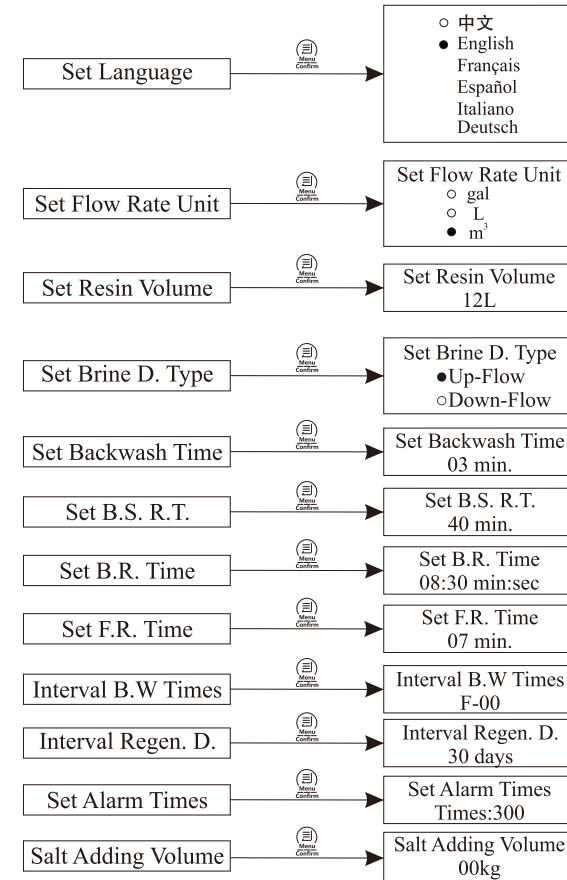 ○ 中文
Set Language
Menu
Confirm
● English
Français
Español
Italiano
Deutsch
Set Flow Rate Unit
Menu
Confirm
Set Flow Rate Unit
○ gal
○ L
● m³
Set Resin Volume
Menu
Confirm
Set Resin Volume
12L
Set Brine D. Type
Menu
Confirm
Set Brine D. Type
●Up-Flow
○Down-Flow
Set Backwash Time
Menu
Confirm
Set Backwash Time
03 min.
Set B.S. R.T.
Menu
Confirm
Set B.S. R.T.
40 min.
Set B.R. Time
Menu
Confirm
Set B.R. Time
08:30 min:sec
Set F.R. Time
Menu
Confirm
Set F.R. Time
07 min.
Interval B.W Times
Menu
Confirm
Interval B.W Times
F-00
Interval Regen. D.
Menu
Confirm
Interval Regen. D.
30 days
Set Alarm Times
Menu
Confirm
Set Alarm Times
Times:300
Salt Adding Volume
Menu
Confirm
Salt Adding Volume
00kg